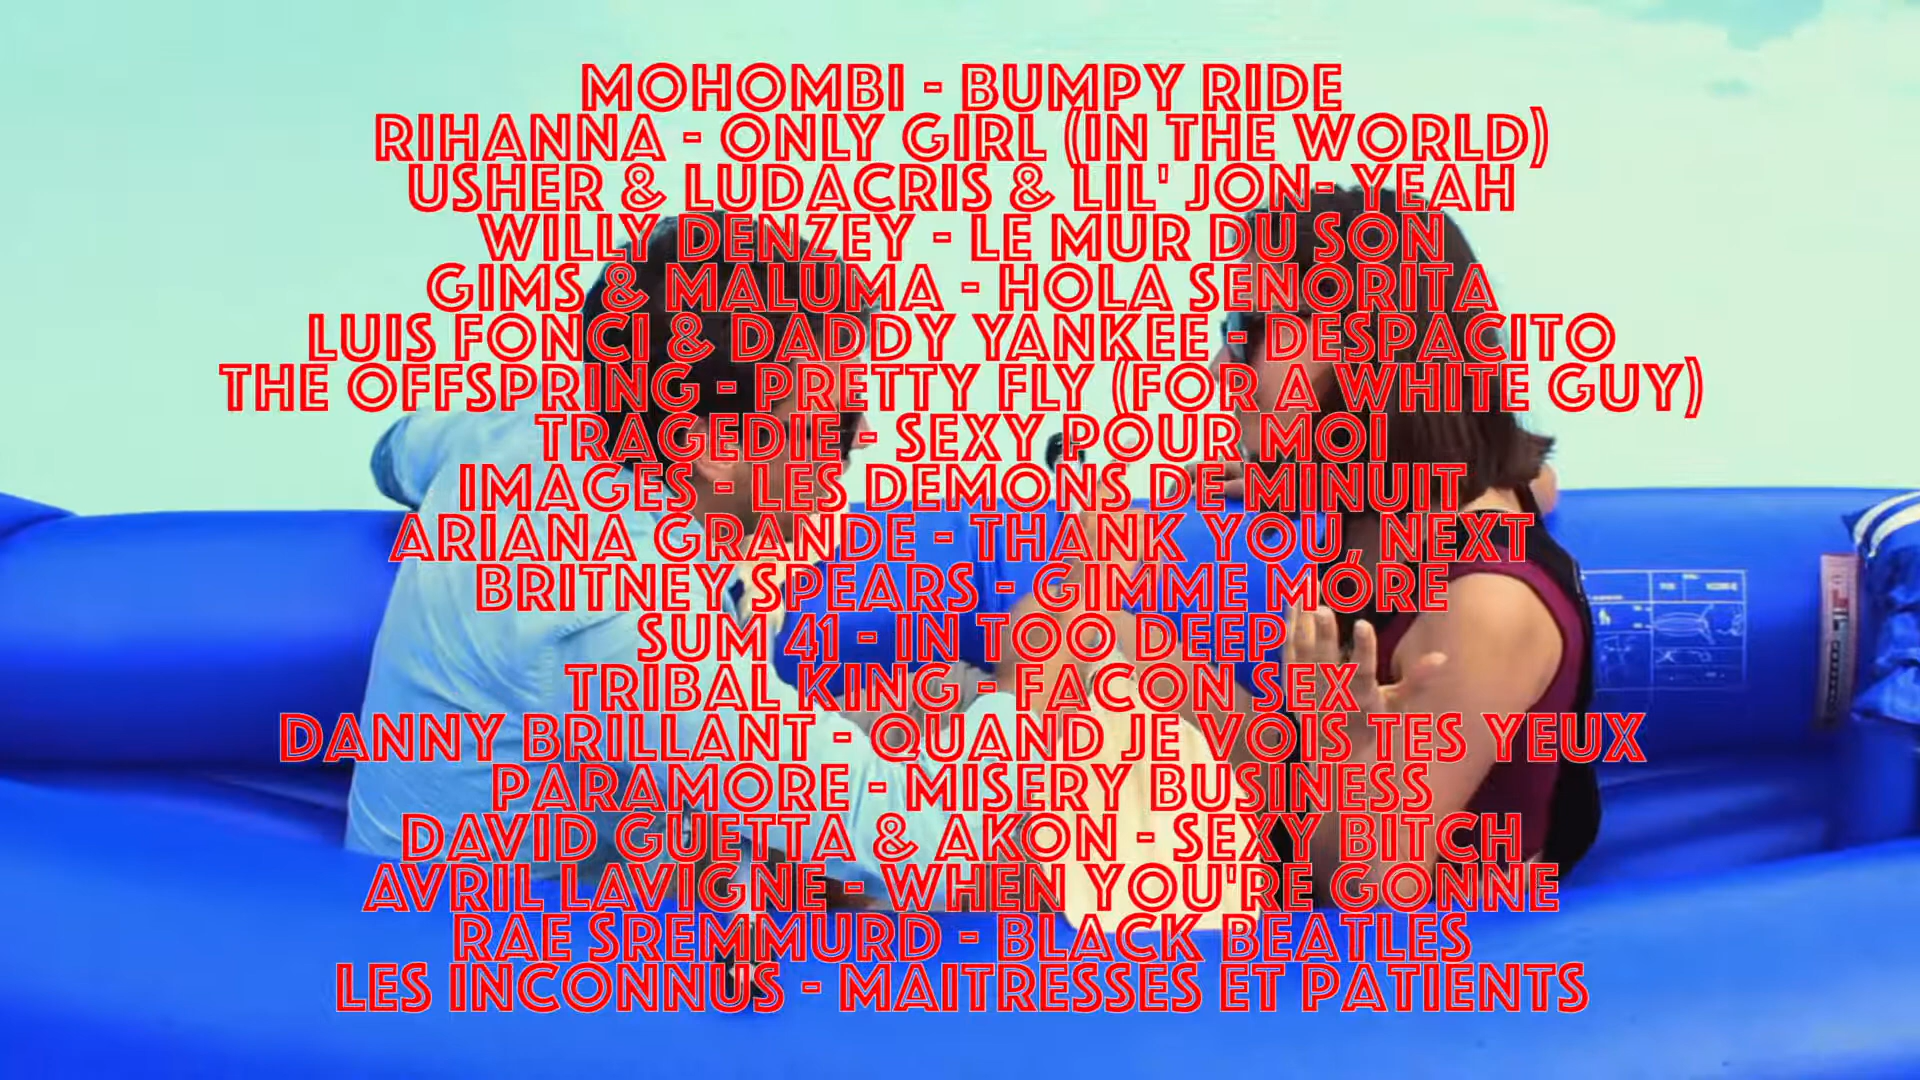 MOHOMBI - BUMPY RIDE
RIHANNA - ONLY GIRL (IN THE WORLD)
USHER & LUDACRIS & LIL' JON- YEAH
WILLY DENZEY - LE MUR DU SON
GIMS & MALUMA - HOLA SENORITA
LUIS FONCI & DADDY YANKEE - DESPACITO
THE OFFSPRING - PRETTY FLY (FOR A WHITE GUY)
TRAGEDIE - SEXY POUR MOI
IMAGES - LES DEMONS DE MINUIT
ARIANA GRANDE - THANK YOU, NEXT
BRITNEY SPEARS - GIMME MORE
SUM 41 - IN TOO DEEP
TRIBAL KING - FACON SEX
DANNY BRILLANT - QUAND JE VOIS TES YEUX
PARAMORE - MISERY BUSINESS
DAVID GUETTA & AKON - SEXY BITCH
AVRIL LAVIGNE - WHEN YOU'RE GONNE
RAE SREMMURD - BLACK BEATLES
LES INCONNUS - MAITRESSES ET PATIENTS